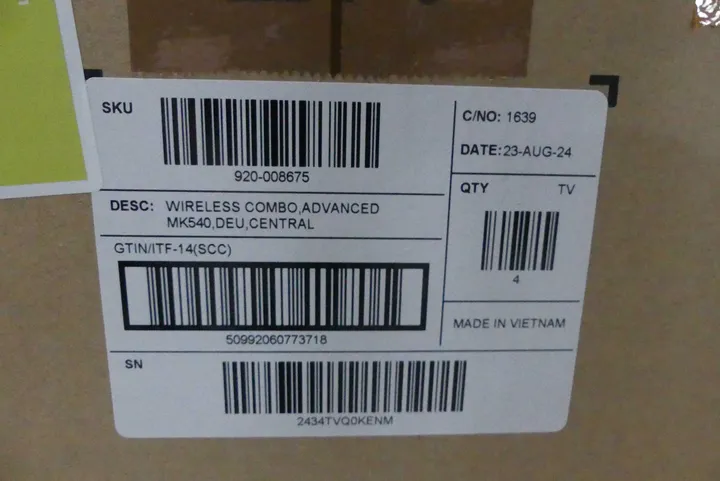 SKU
920-008675
C/NO: 1639
DATE:23-AUG-24
DESC: WIRELESS COMBO,ADVANCED
MK540,DEU,CENTRAL
QTY TV
4
GTIN/ITF-14(SCC)
50992060773718
MADE IN VIETNAM
SN
2434TVQ0KENM